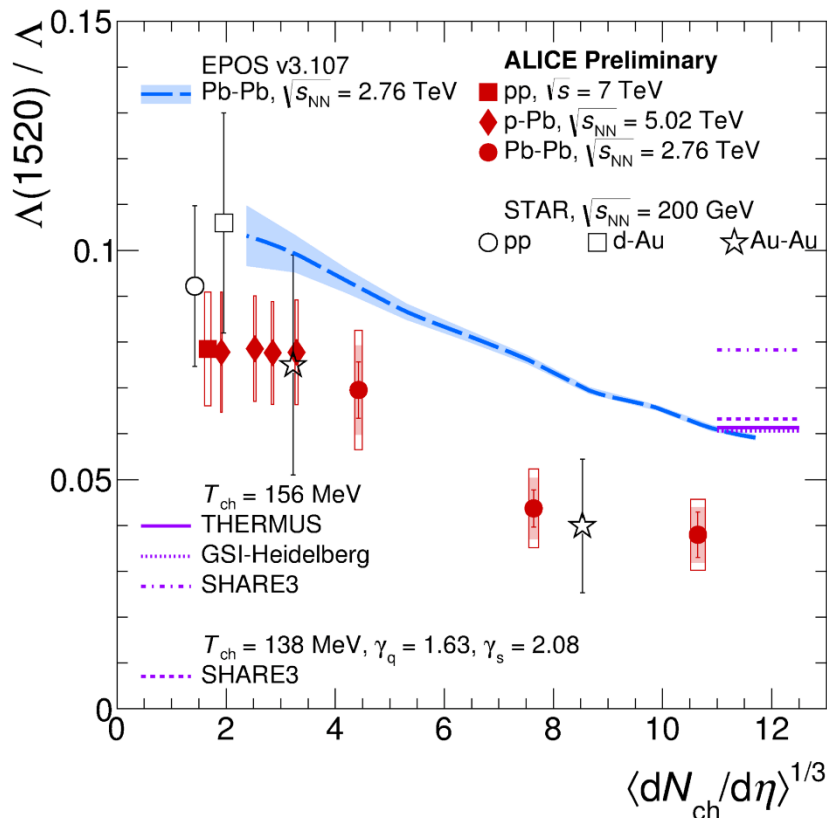 Λ(1520) / Λ
0.15
0.1
0.05
0
EPOS v3.107
Pb-Pb, √s_NN = 2.76 TeV
ALICE Preliminary
pp, √s = 7 TeV
p-Pb, √s_NN = 5.02 TeV
Pb-Pb, √s_NN = 2.76 TeV
STAR, √s_NN = 200 GeV
pp d-Au Au-Au
T_ch = 156 MeV
THERMUS
GSI-Heidelberg
SHARE3
T_ch = 138 MeV, γ_q = 1.63, γ_s = 2.08
SHARE3
0 2 4 6 8 10 12
⟨dN_ch/dη⟩^1/3